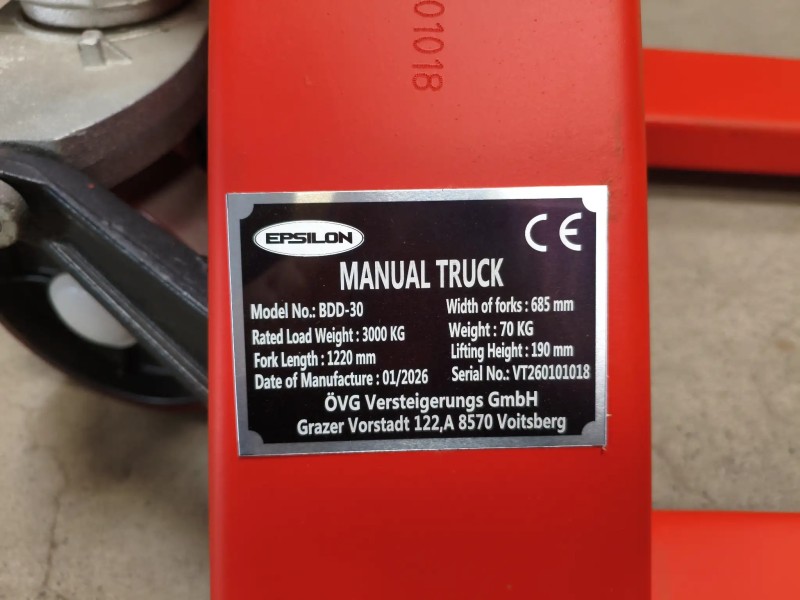 01018
EPSILON
CE
MANUAL TRUCK
Model No.: BDD-30
Width of forks : 685 mm
Rated Load Weight : 3000 KG
Weight : 70 KG
Fork Length : 1220 mm
Lifting Height : 190 mm
Date of Manufacture : 01/2026
Serial No.: VT260101018
ÖVG Versteigerungs GmbH
Grazer Vorstadt 122,A 8570 Voitsberg